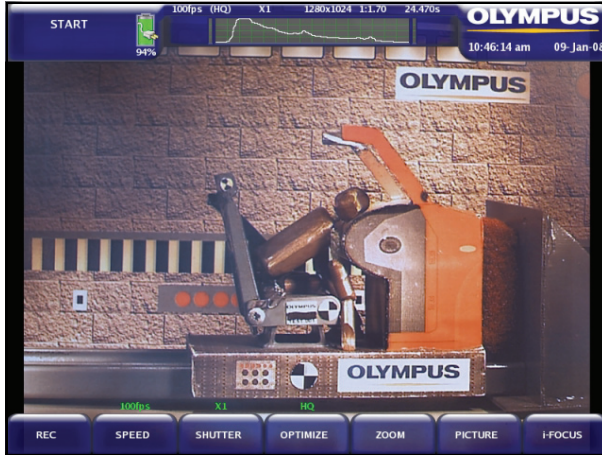 START
94%
100fps (HQ) X1 1280x1024 1:1.70 24.470s
OLYMPUS
10:46:14 am 09-Jan-08
OLYMPUS
OLYMPUS
OLYMPUS
100fps X1 HQ
REC SPEED SHUTTER OPTIMIZE ZOOM PICTURE i-FOCUS